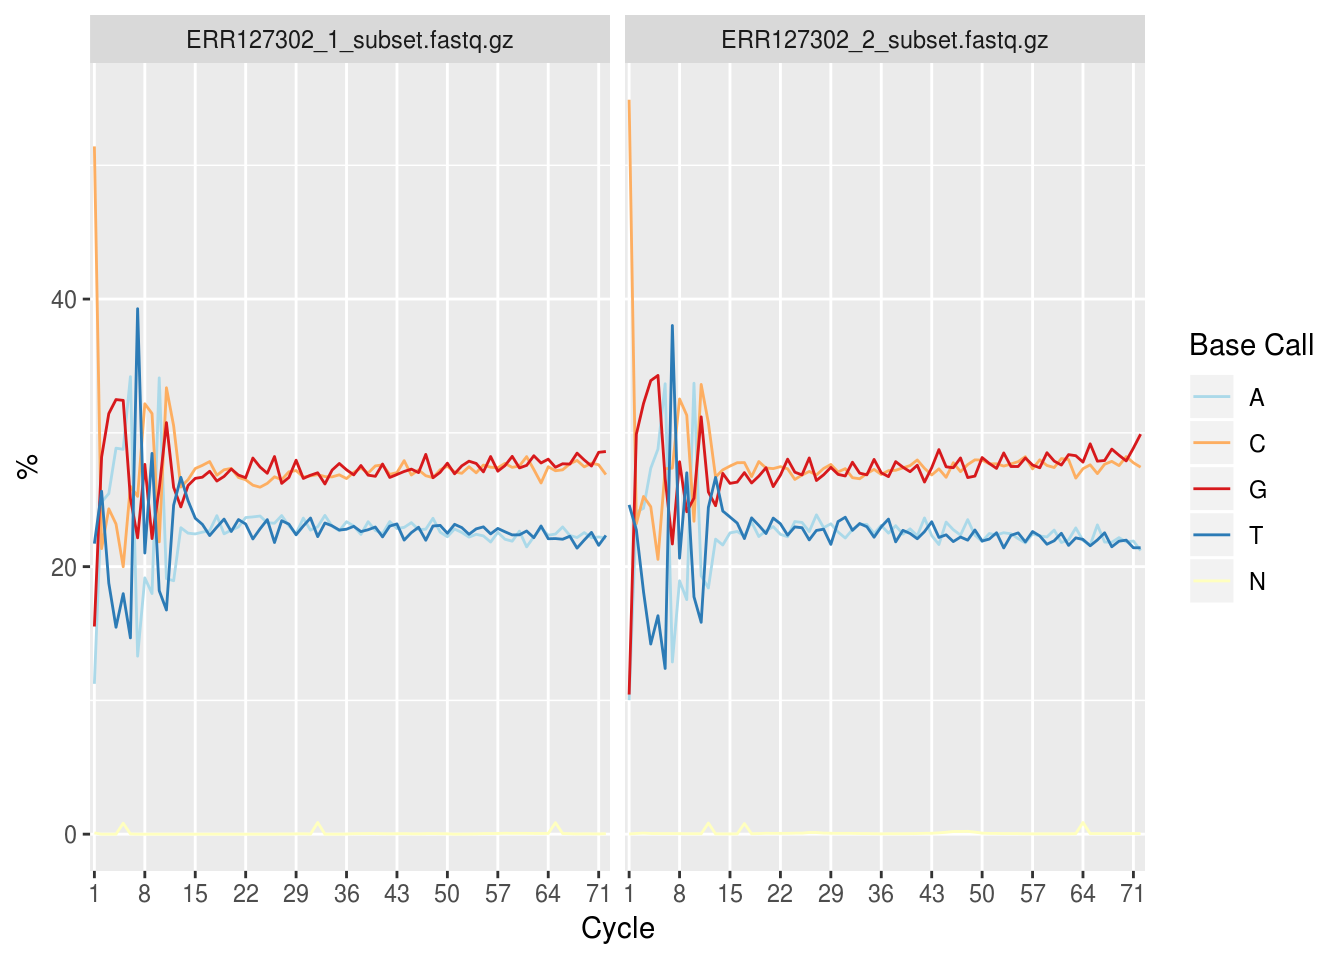 ERR127302_1_subset.fastq.gz
ERR127302_2_subset.fastq.gz
%
40
20
0
1 8 15 22 29 36 43 50 57 64 71
1 8 15 22 29 36 43 50 57 64 71
Cycle
Base Call
A
C
G
T
N